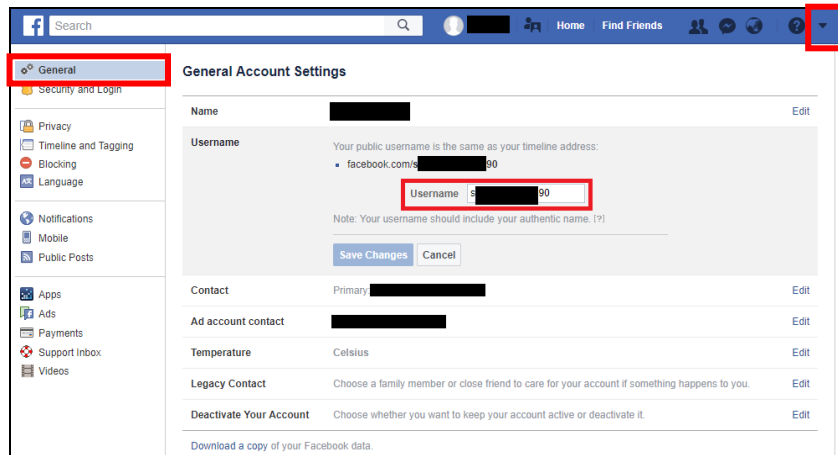 f Search Home Find Friends ?
General
Security and Login
Privacy
Timeline and Tagging
Blocking
Language
Notifications
Mobile
Public Posts
Apps
Ads
Payments
Support Inbox
Videos
General Account Settings
Name Edit
Username Your public username is the same as your timeline address:
facebook.com/s 90
Username s 90
Note: Your username should include your authentic name. [?]
Save Changes Cancel
Contact Primary: Edit
Ad account contact Edit
Temperature Celsius Edit
Legacy Contact Choose a family member or close friend to care for your account if something happens to you. Edit
Deactivate Your Account Choose whether you want to keep your account active or deactivate it. Edit
Download a copy of your Facebook data.